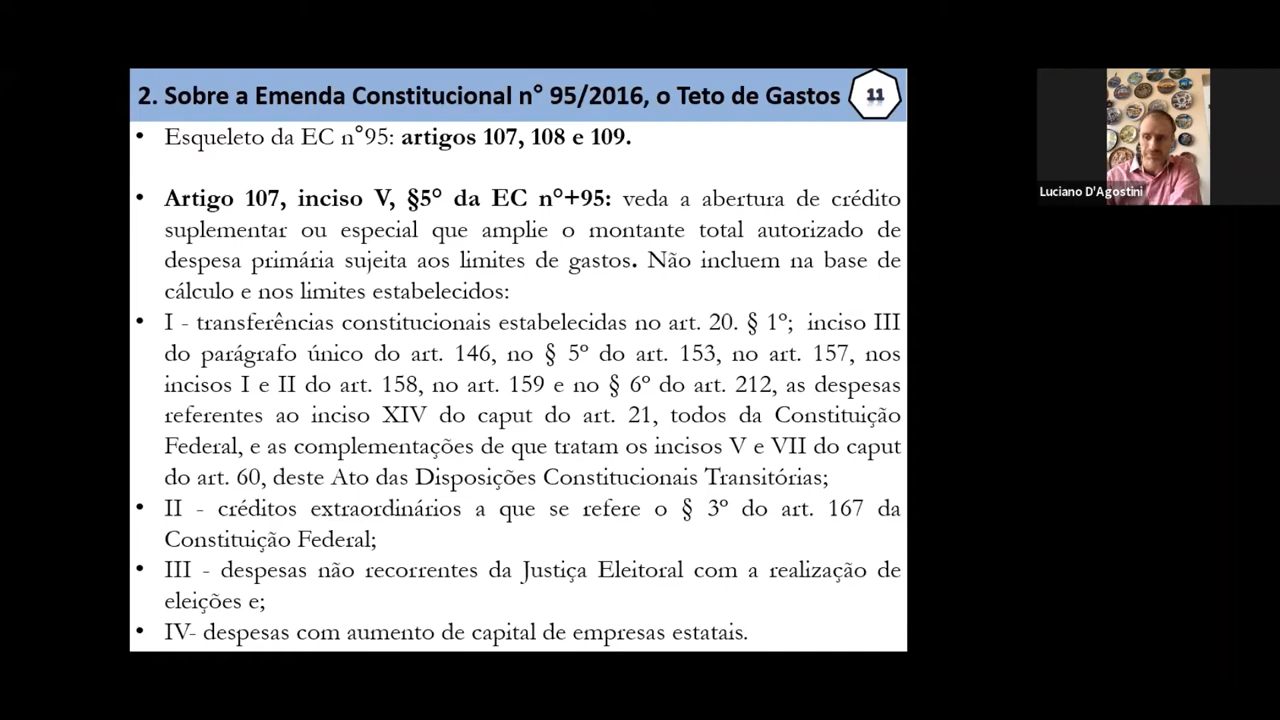 2. Sobre a Emenda Constitucional n° 95/2016, o Teto de Gastos
11
• Esqueleto da EC n°95: artigos 107, 108 e 109.
• Artigo 107, inciso V, §5° da EC n°+95: veda a abertura de crédito
suplementar ou especial que amplie o montante total autorizado de
despesa primária sujeita aos limites de gastos. Não incluem na base de
cálculo e nos limites estabelecidos:
• I - transferências constitucionais estabelecidas no art. 20. § 1º; inciso III
do parágrafo único do art. 146, no § 5º do art. 153, no art. 157, nos
incisos I e II do art. 158, no art. 159 e no § 6º do art. 212, as despesas
referentes ao inciso XIV do caput do art. 21, todos da Constituição
Federal, e as complementações de que tratam os incisos V e VII do caput
do art. 60, deste Ato das Disposições Constitucionais Transitórias;
• II - créditos extraordinários a que se refere o § 3º do art. 167 da
Constituição Federal;
• III - despesas não recorrentes da Justiça Eleitoral com a realização de
eleições e;
• IV- despesas com aumento de capital de empresas estatais.
Luciano D'Agostini